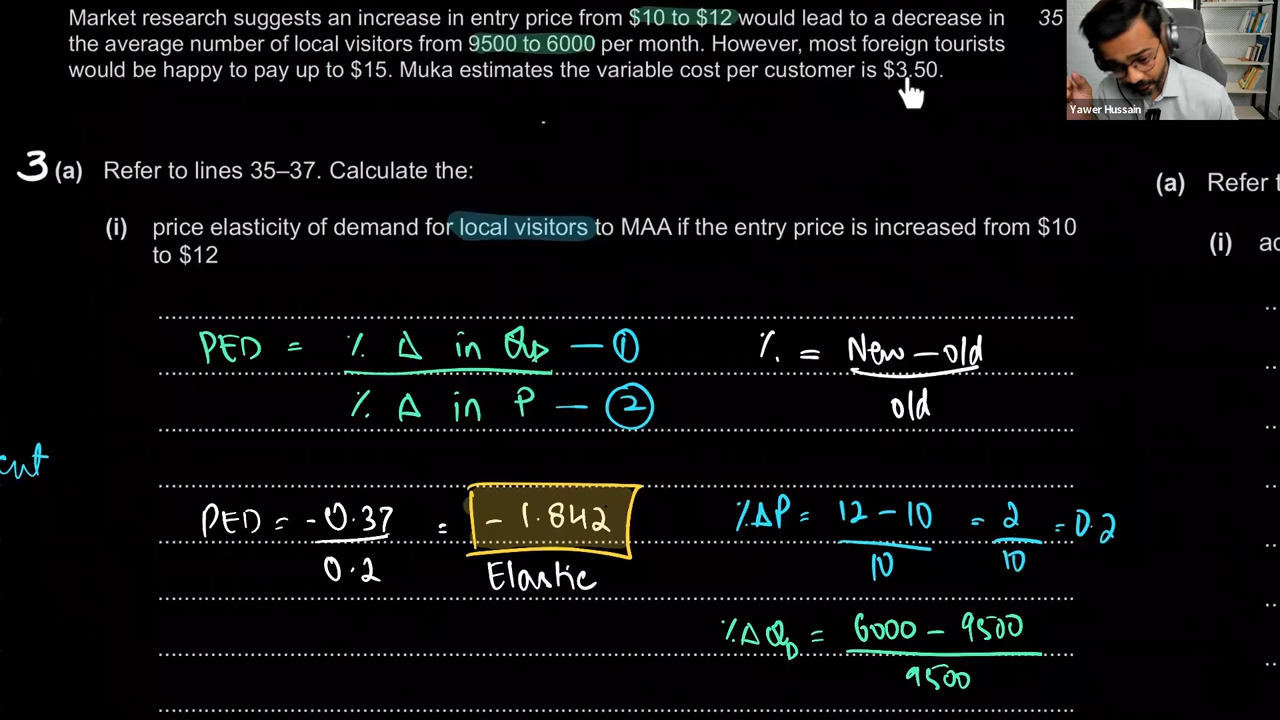 Market research suggests an increase in entry price from $10 to $12 would lead to a decrease in 35
the average number of local visitors from 9500 to 6000 per month. However, most foreign tourists
would be happy to pay up to $15. Muka estimates the variable cost per customer is $3.50.
Yawer Hussain
3 (a) Refer to lines 35–37. Calculate the:
(a) Refer
(i) price elasticity of demand for local visitors to MAA if the entry price is increased from $10
to $12
(i)
PED = % Δ in QD — ①
% Δ in P — ②
% = New - old
old
PED = - 0.37 = - 1.842
0.2
Elastic
%ΔP = 12 - 10 = 2 = 0.2
10 10
%ΔQD = 6000 - 9500
9500